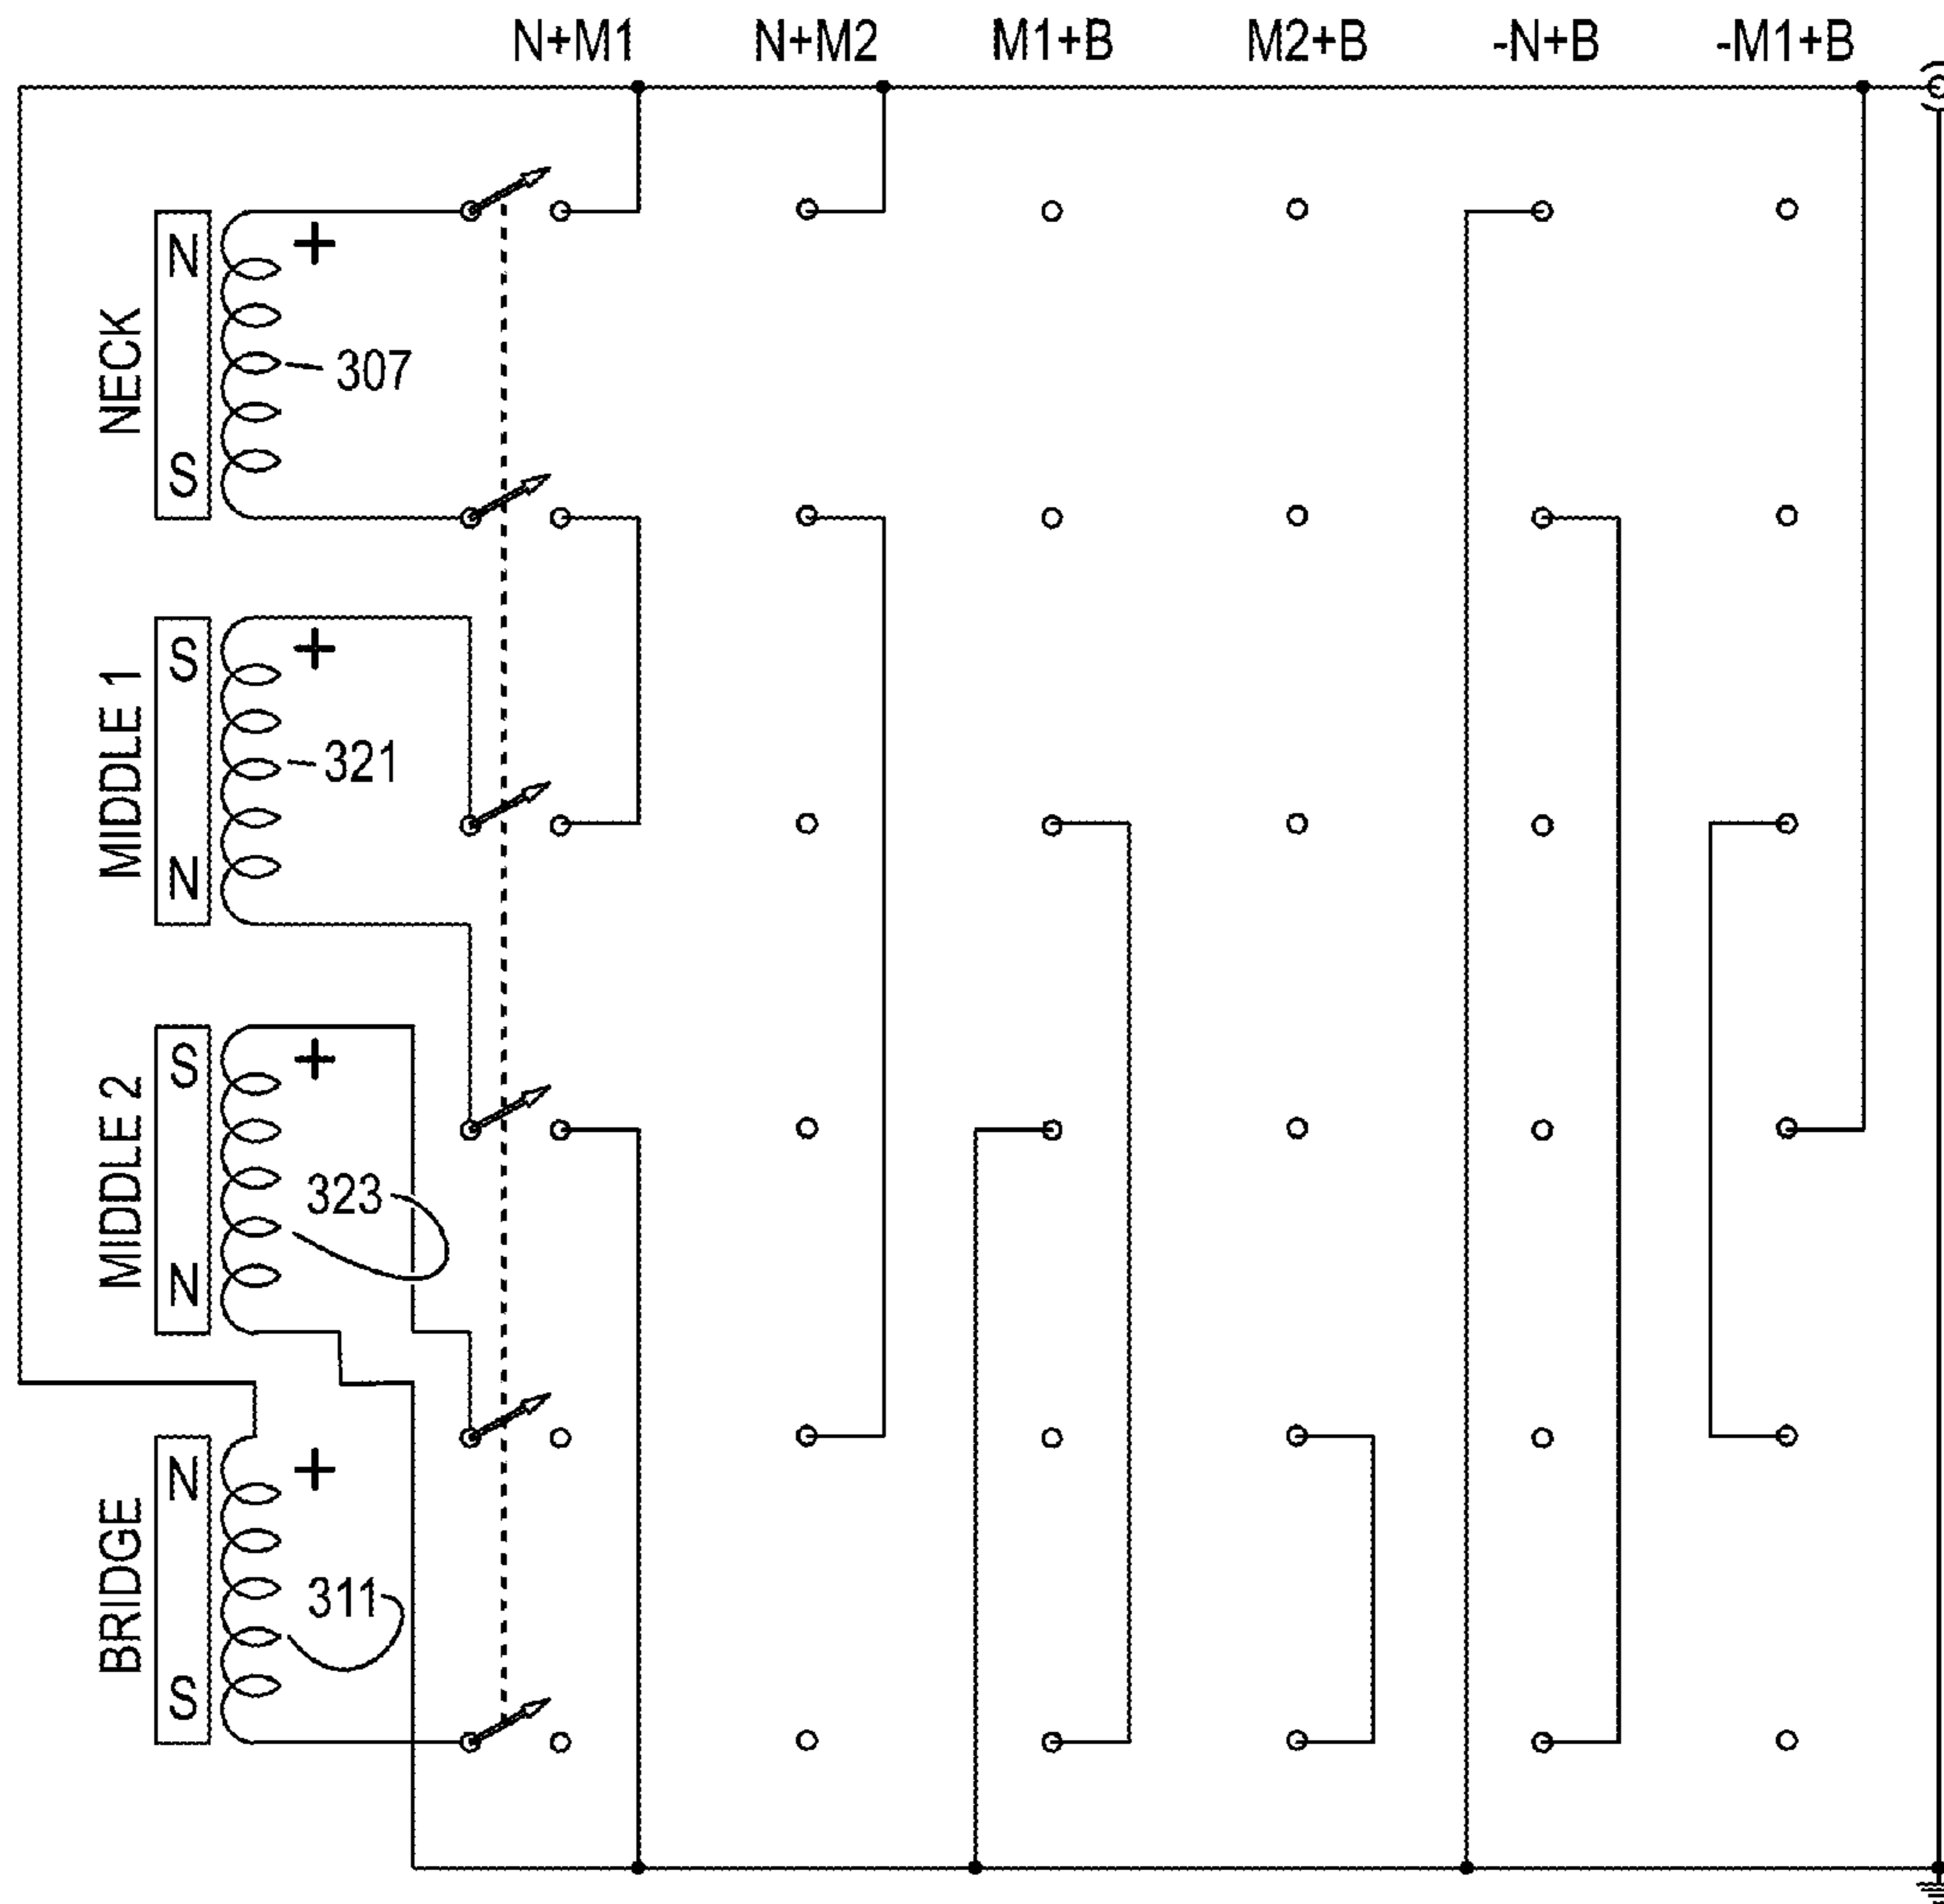 N+M1 N+M2 M1+B M2+B -N+B -M1+B
NECK
N
+
307
S
MIDDLE 1
S
+
321
N
MIDDLE 2
S
+
323
N
BRIDGE
N
+
311
S